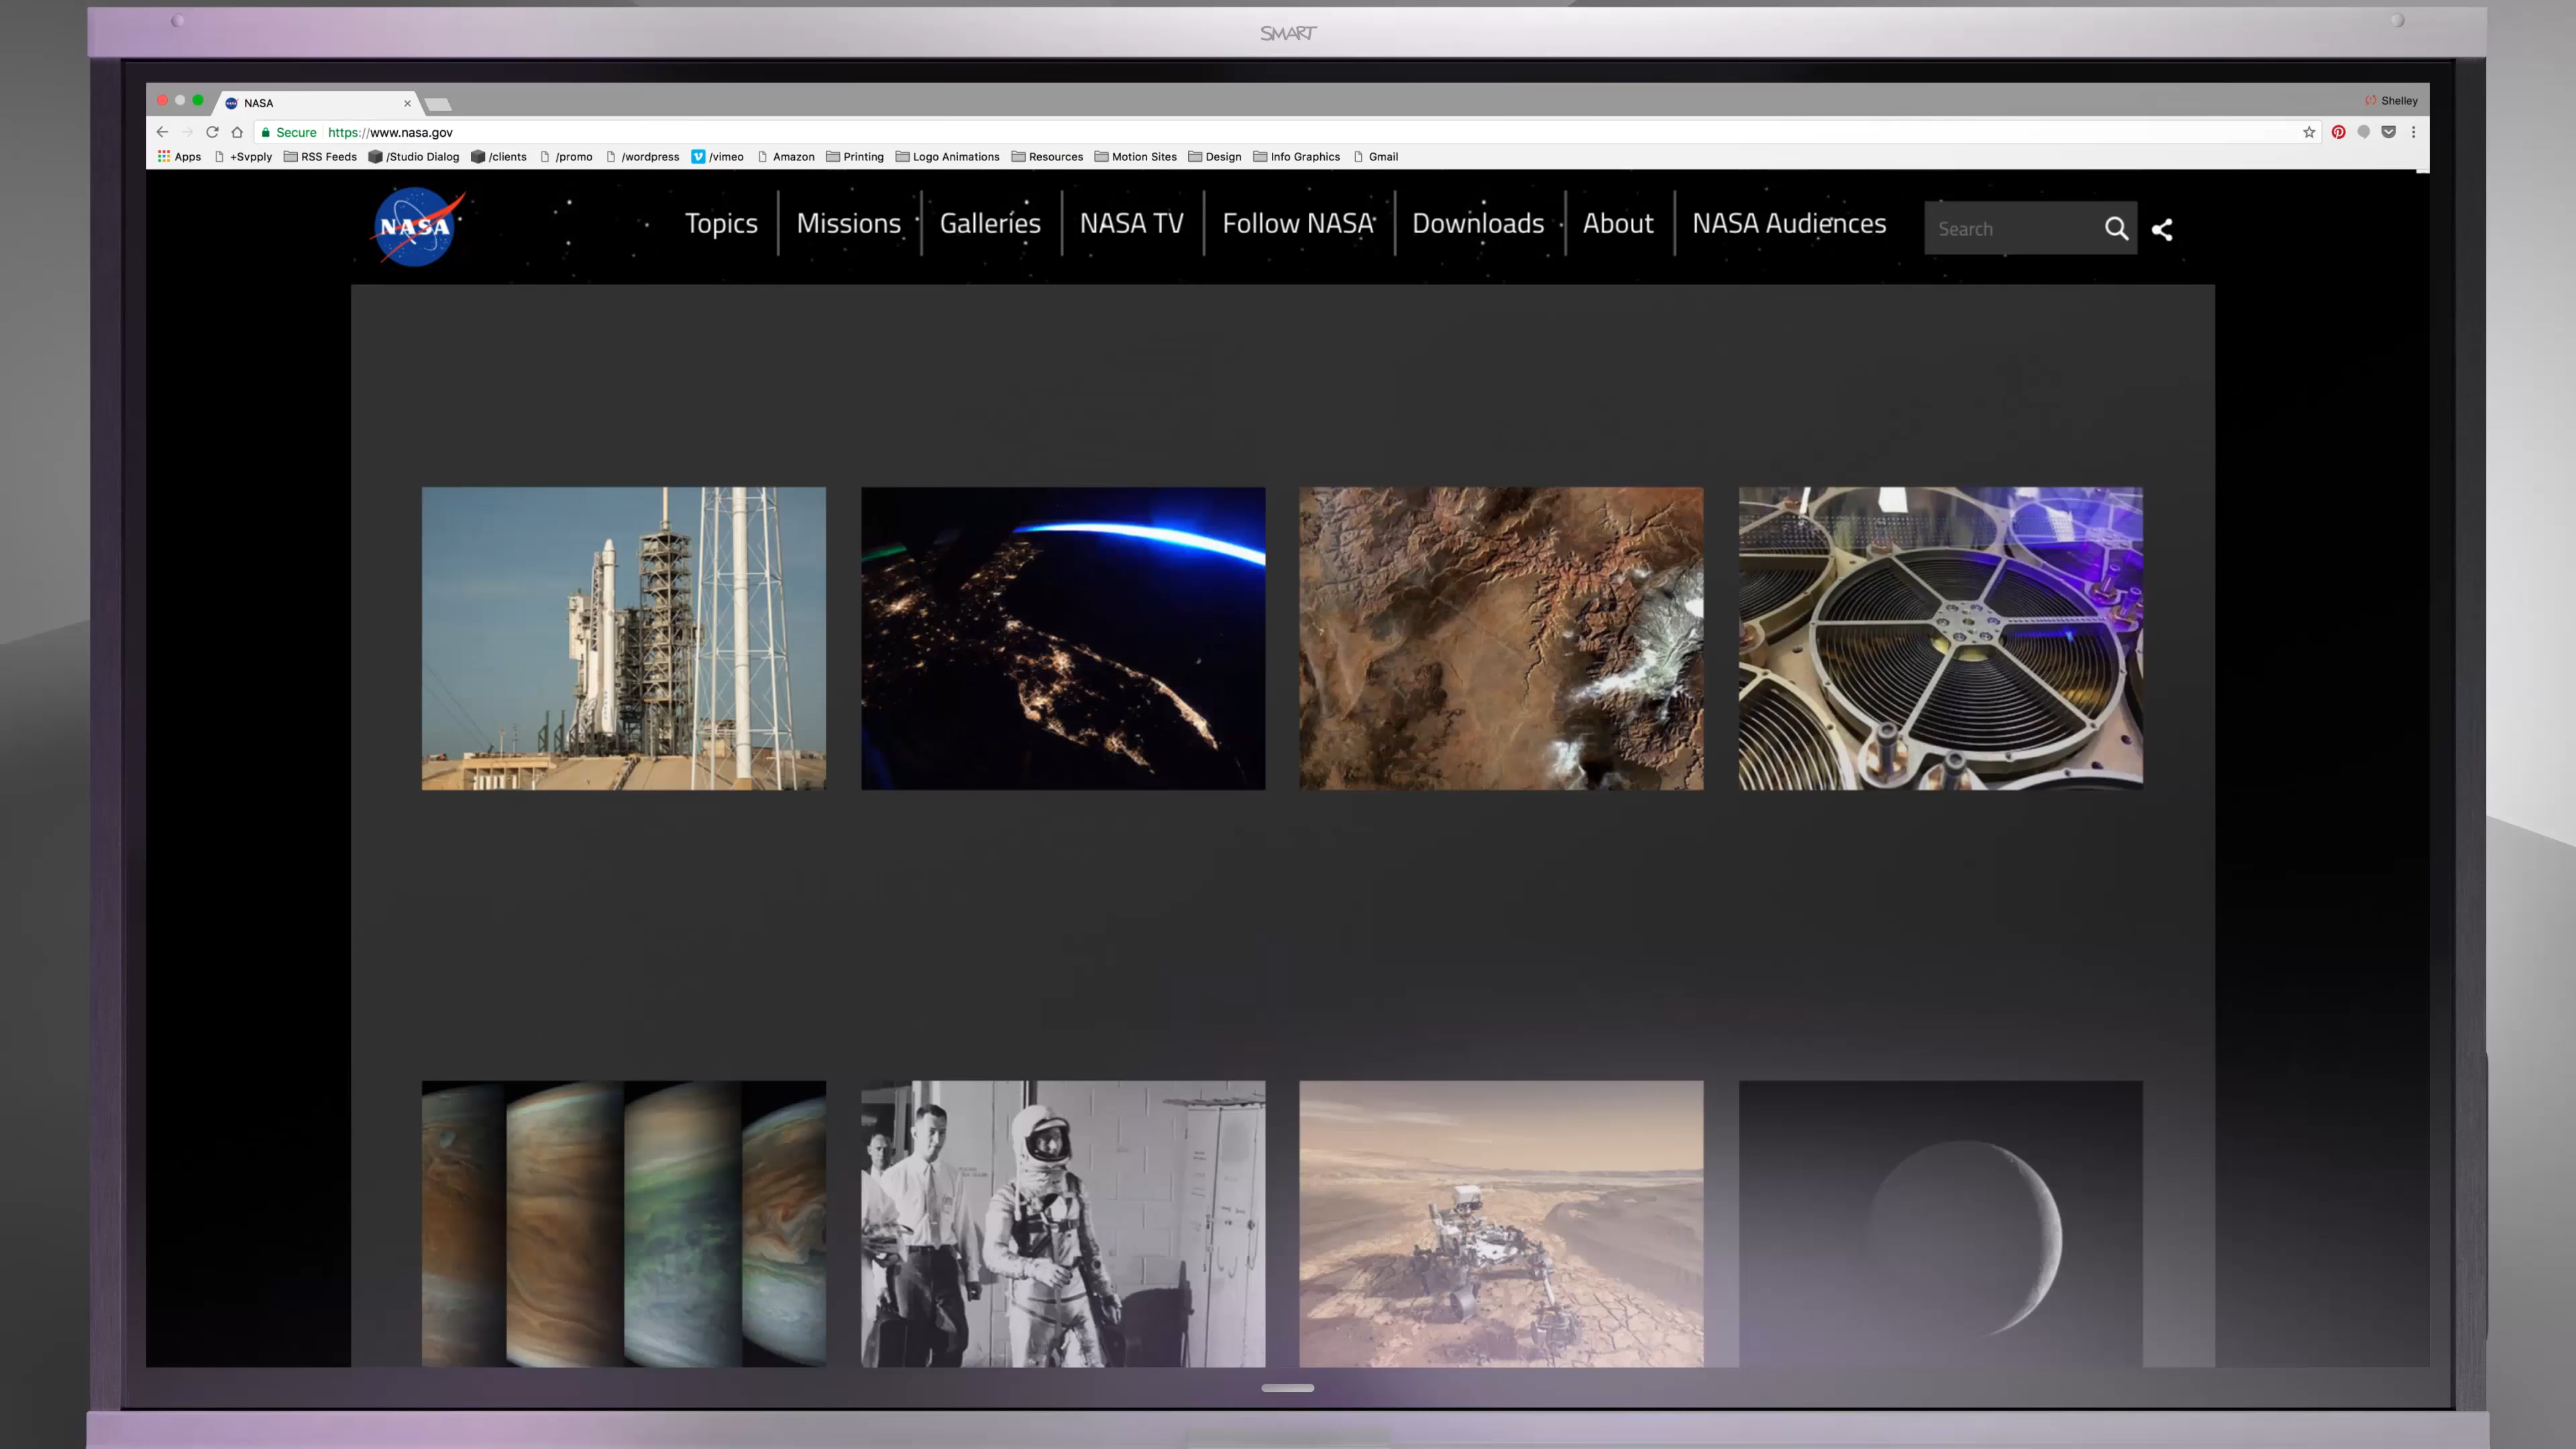 SMART
NASA
Shelley
Secure https://www.nasa.gov
Apps +Svpply RSS Feeds /Studio Dialog /clients /promo /wordpress /vimeo Amazon Printing Logo Animations Resources Motion Sites Design Info Graphics Gmail
NASA Topics Missions Galleries NASA TV Follow NASA Downloads About NASA Audiences Search